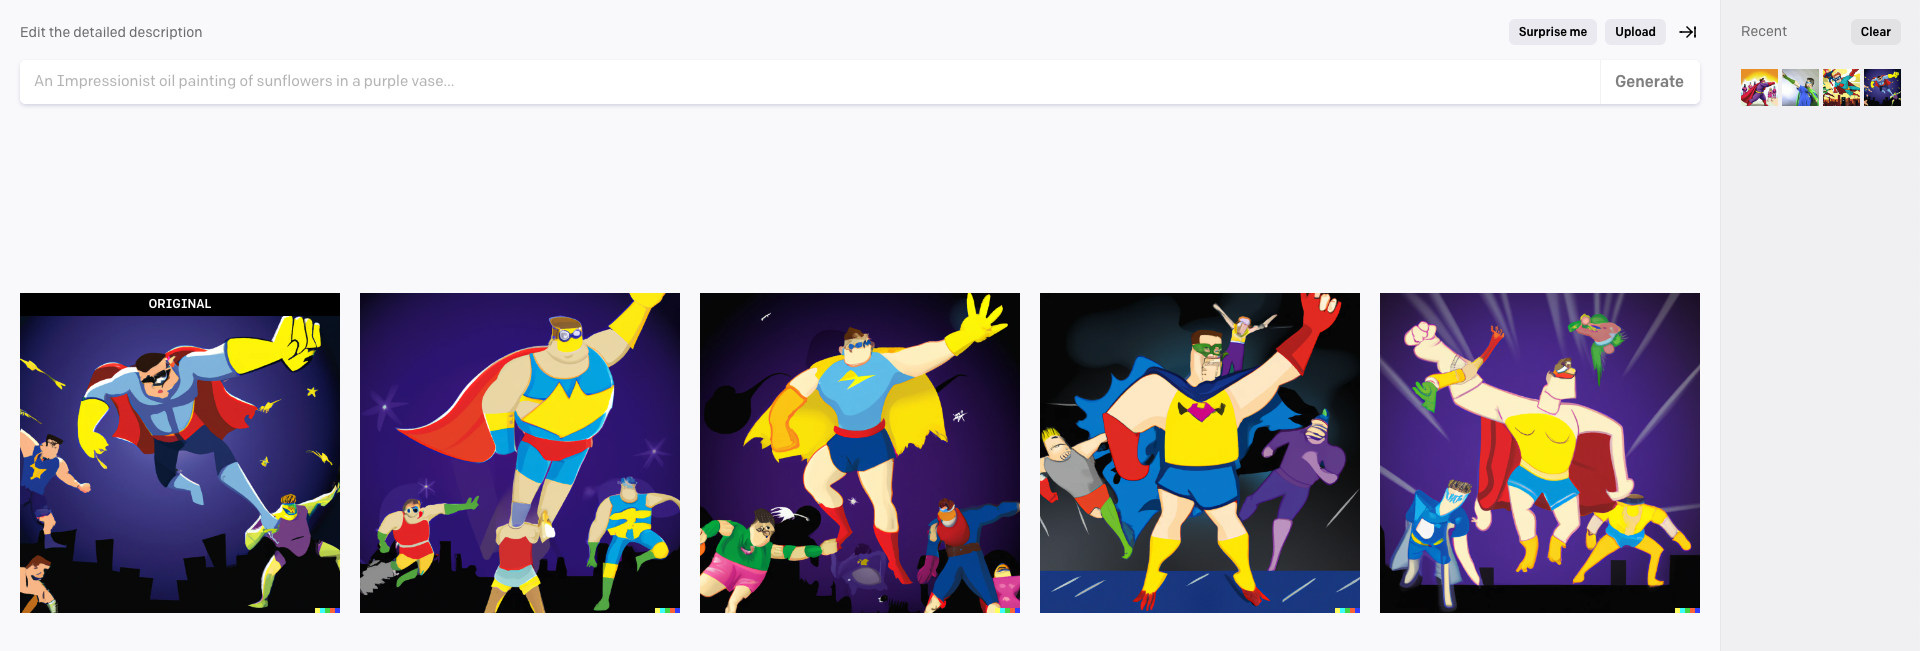 Edit the detailed description
Surprise me
Upload
Recent
Clear
An Impressionist oil painting of sunflowers in a purple vase...
Generate
ORIGINAL